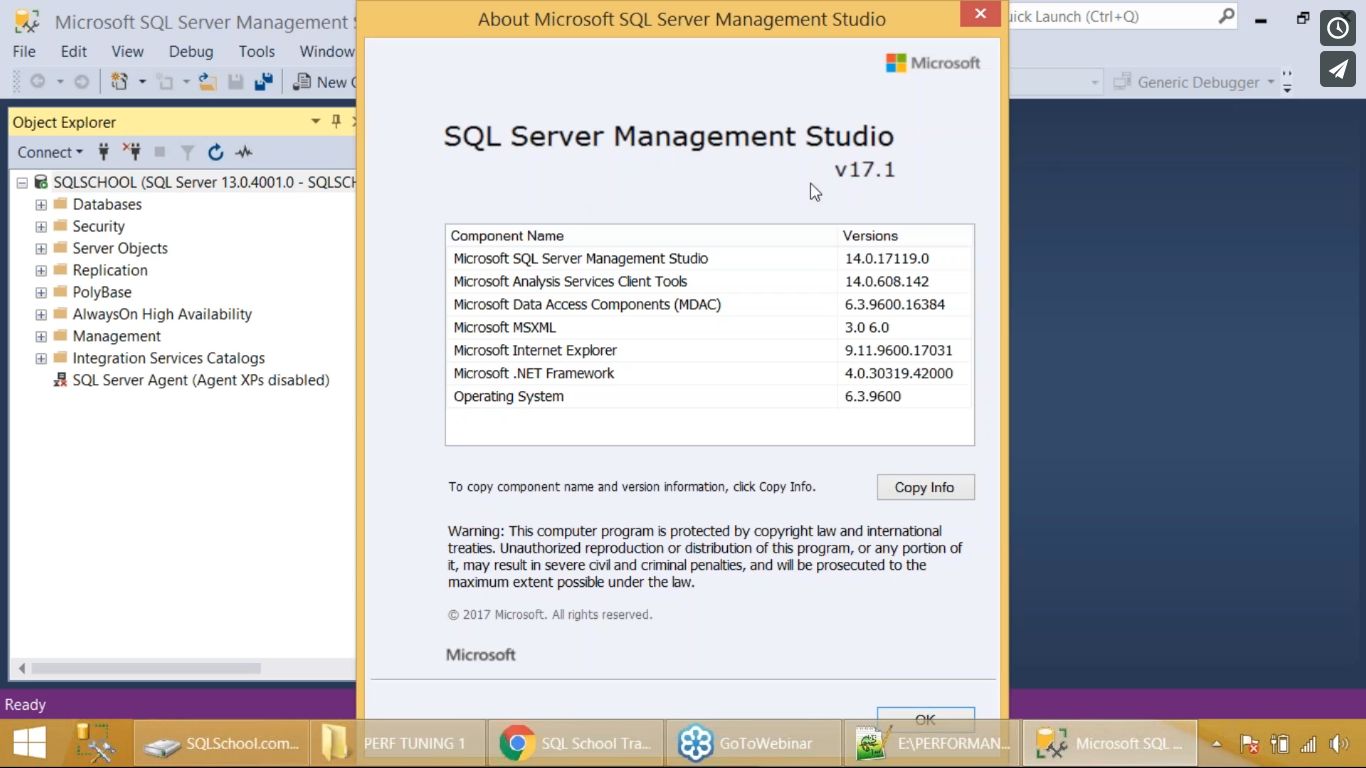 Microsoft SQL Server Management
About Microsoft SQL Server Management Studio
uick Launch (Ctrl+Q)
File Edit View Debug Tools Window
New
Generic Debugger
Microsoft
Object Explorer
Connect
SQLSCHOOL (SQL Server 13.0.4001.0 - SQLSCH
Databases
Security
Server Objects
Replication
PolyBase
AlwaysOn High Availability
Management
Integration Services Catalogs
SQL Server Agent (Agent XPs disabled)
SQL Server Management Studio
v17.1
Component Name Versions
Microsoft SQL Server Management Studio 14.0.17119.0
Microsoft Analysis Services Client Tools 14.0.608.142
Microsoft Data Access Components (MDAC) 6.3.9600.16384
Microsoft MSXML 3.0 6.0
Microsoft Internet Explorer 9.11.9600.17031
Microsoft .NET Framework 4.0.30319.42000
Operating System 6.3.9600
To copy component name and version information, click Copy Info.
Copy Info
Warning: This computer program is protected by copyright law and international
treaties. Unauthorized reproduction or distribution of this program, or any portion of
it, may result in severe civil and criminal penalties, and will be prosecuted to the
maximum extent possible under the law.
© 2017 Microsoft. All rights reserved.
Microsoft
OK
Ready
SQLSchool.com...
PERF TUNING 1
SQL School Tra...
GoToWebinar
E:\PERFORMAN...
Microsoft SQL ...